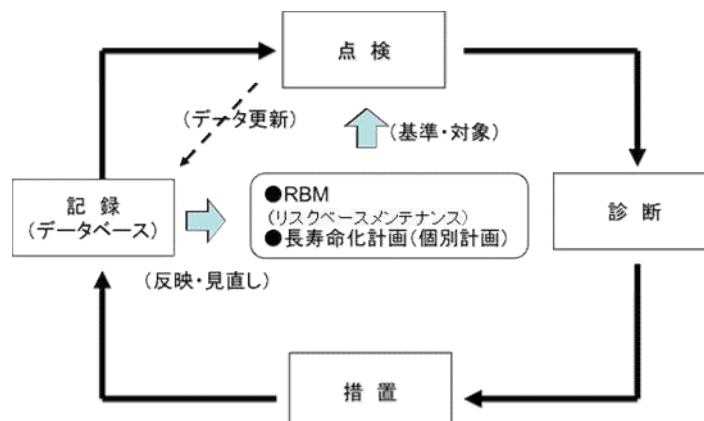 点 検
(データ更新)
(基準・対象)
記 録
(データベース)
●RBM
(リスクベースメンテナンス)
●長寿命化計画(個別計画)
診 断
(反映・見直し)
措 置